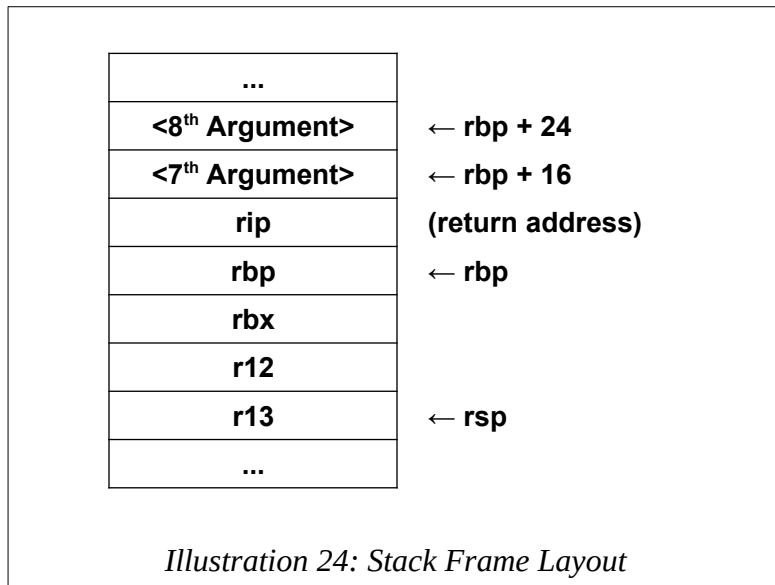 ...
<8th Argument> ← rbp + 24
<7th Argument> ← rbp + 16
rip (return address)
rbp ← rbp
rbx
r12
r13 ← rsp
...
Illustration 24: Stack Frame Layout